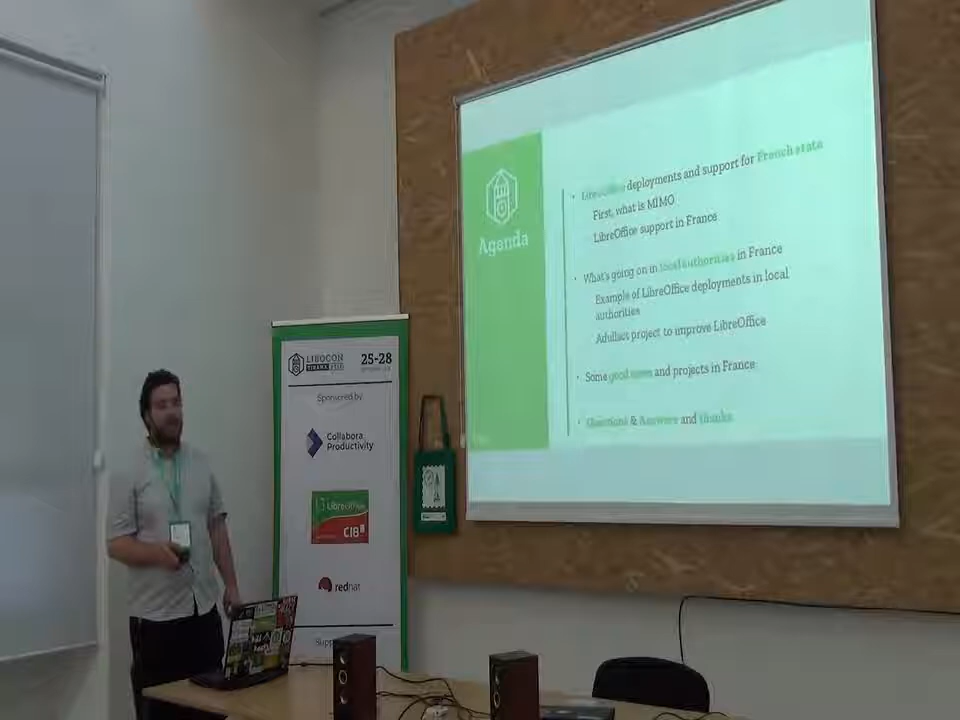 Agenda
deployments and support for French state
First, what is MIMO
LibreOffice support in France
What's going on in local authorities in France
Example of LibreOffice deployments in local
authorities
Adullact project to improve LibreOffice
Some good news and projects in France
Questions & Answers and thanks
LIBOCON
TIRANA
25-28
Sponsored by
Collabora
Productivity
LibreOffice
CIB
redhat